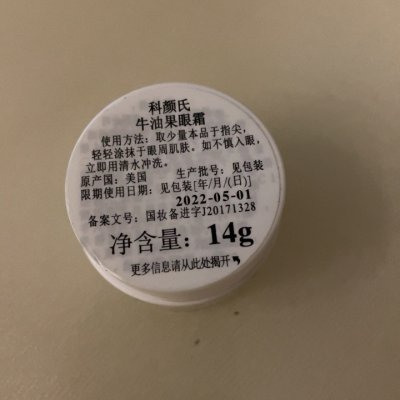 科颜氏
牛油果眼霜
使用方法：取少量本品于指尖，
轻轻涂抹于眼周肌肤。如不慎入眼，
立即用清水冲洗。
原产国：美国 生产批号：见包装
限期使用日期：见包装[年/月/(日)]
2022-05-01
备案文号：国妆备进字J20171328
净含量：14g
更多信息请从此处揭开